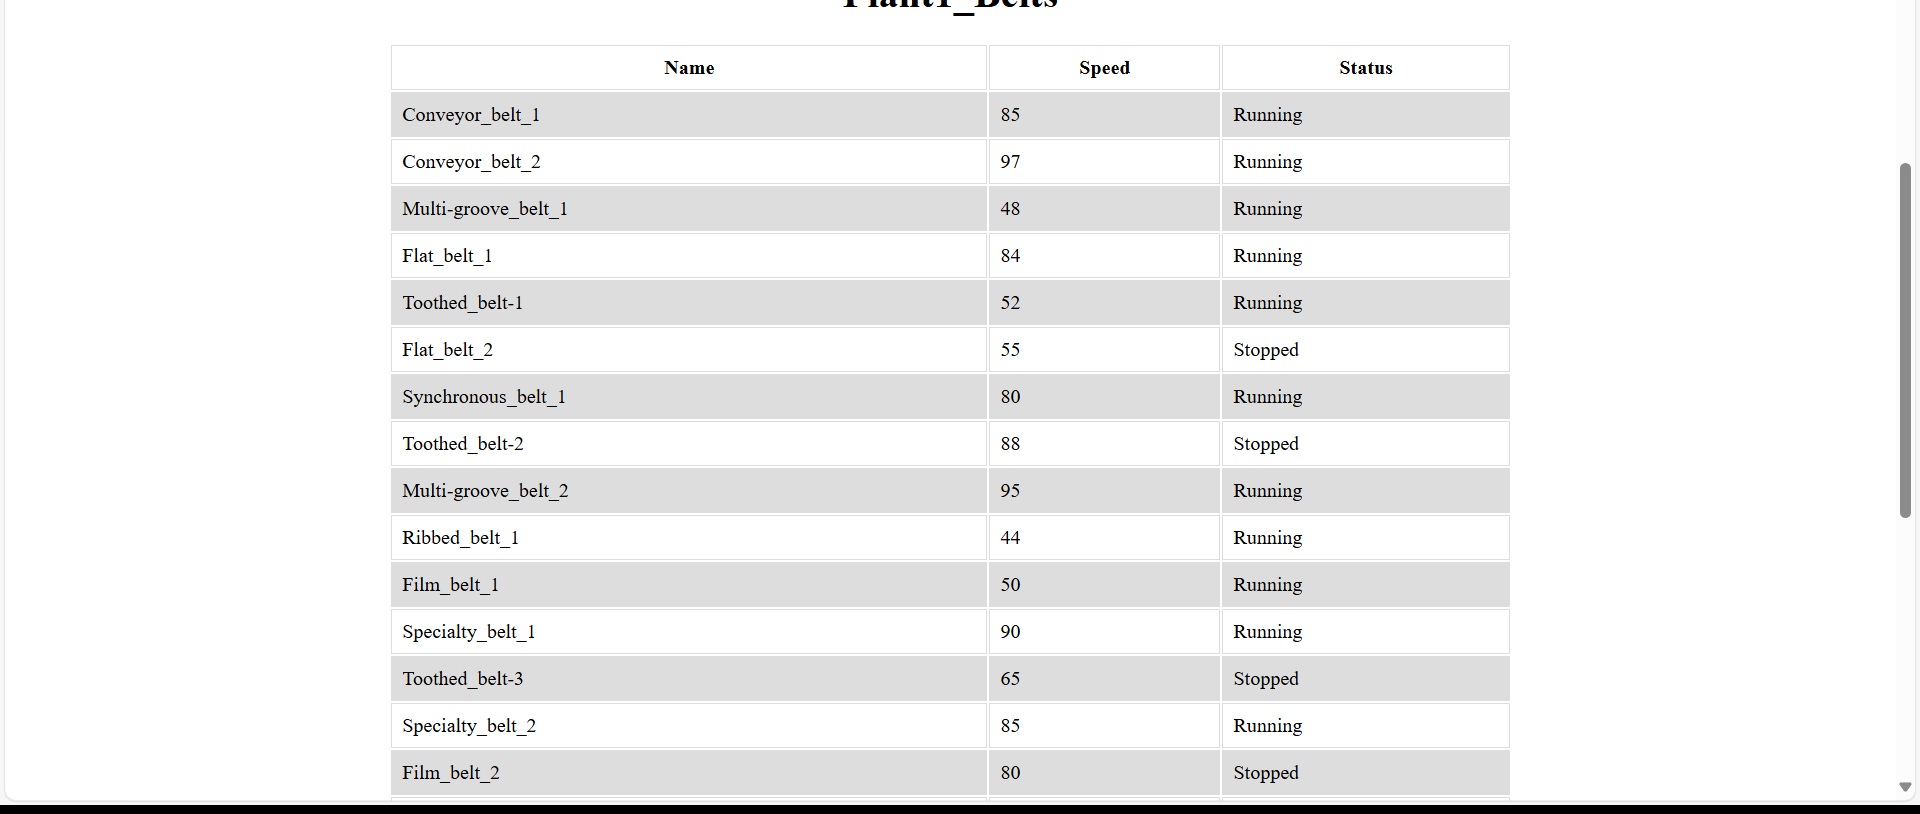 Plant1_Belts
Name Speed Status
Conveyor_belt_1 85 Running
Conveyor_belt_2 97 Running
Multi-groove_belt_1 48 Running
Flat_belt_1 84 Running
Toothed_belt-1 52 Running
Flat_belt_2 55 Stopped
Synchronous_belt_1 80 Running
Toothed_belt-2 88 Stopped
Multi-groove_belt_2 95 Running
Ribbed_belt_1 44 Running
Film_belt_1 50 Running
Specialty_belt_1 90 Running
Toothed_belt-3 65 Stopped
Specialty_belt_2 85 Running
Film_belt_2 80 Stopped